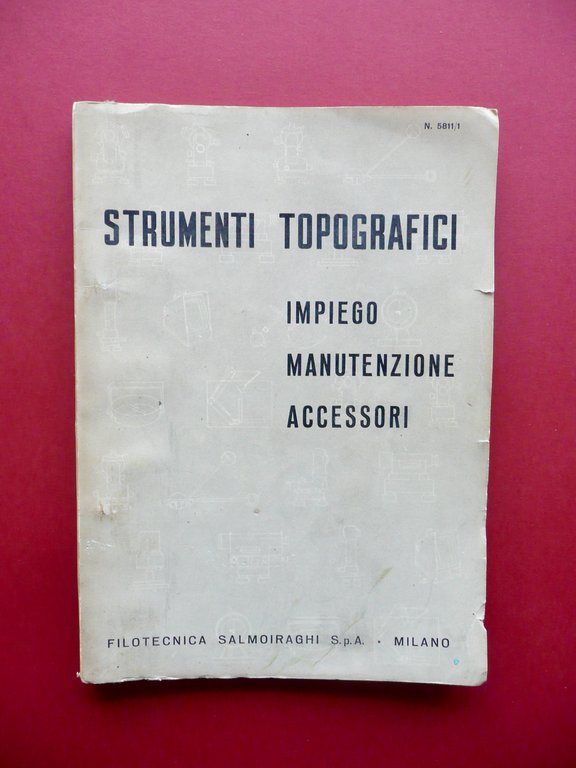 N. 5811/1
STRUMENTI TOPOGRAFICI
IMPIEGO
MANUTENZIONE
ACCESSORI
FILOTECNICA SALMOIRAGHI S.p.A. • MILANO